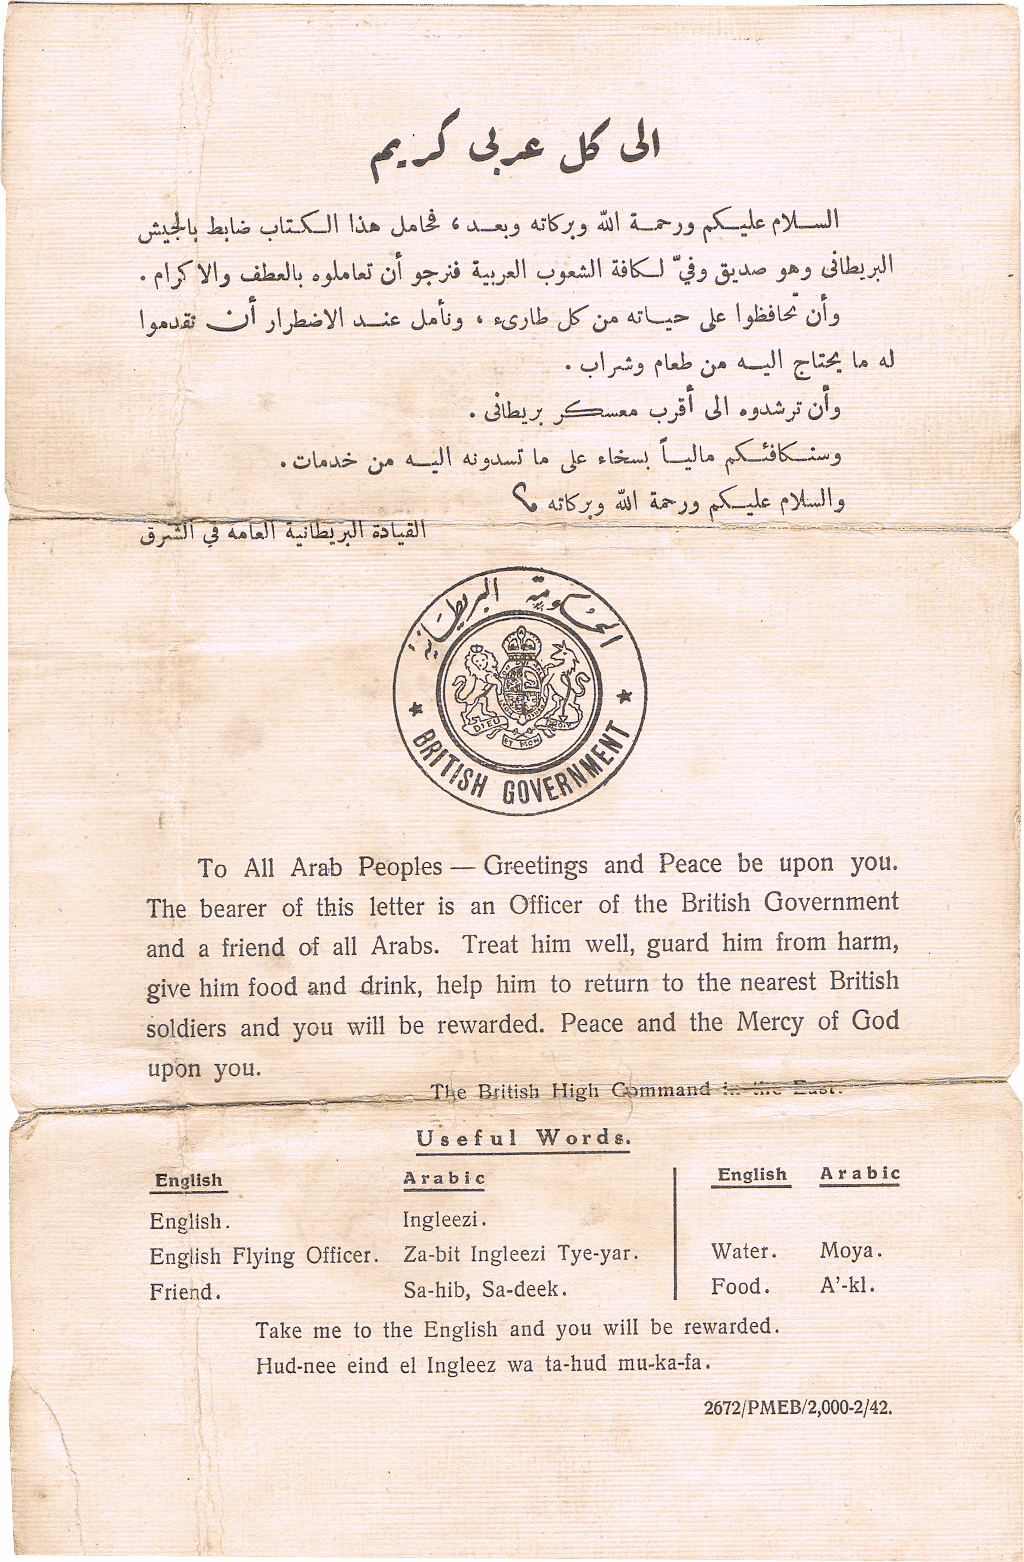 الى كل عربي كريم
السلام عليكم ورحمة الله وبركاته وبعد ، فحامل هذا الكتاب ضابط بالجيش
البريطانى وهو صديق وفيّ لكافة الشعوب العربية فنرجو أن تعاملوه بالعطف والاكرام .
وأن تحافظوا على حياته من كل طارىء ، ونأمل عند الاضطرار أن تقدموا
له ما يحتاج اليه من طعام وشراب .
وأن ترشدوه الى أقرب معسكر بريطانى .
وسنكافئكم مالياً بسخاء على ما تسدونه اليه من خدمات .
والسلام عليكم ورحمة الله وبركاته
القيادة البريطانية العامه في الشرق
الحكومة البريطانية
DIEU ET MON DROIT
★ BRITISH GOVERNMENT ★
To All Arab Peoples — Greetings and Peace be upon you.
The bearer of this letter is an Officer of the British Government
and a friend of all Arabs. Treat him well, guard him from harm,
give him food and drink, help him to return to the nearest British
soldiers and you will be rewarded. Peace and the Mercy of God
upon you.
The British High Command in the East.
Useful Words.
English Arabic English Arabic
English. Ingleezi.
English Flying Officer. Za-bit Ingleezi Tye-yar. Water. Moya.
Friend. Sa-hib, Sa-deek. Food. A'-kl.
Take me to the English and you will be rewarded.
Hud-nee eind el Ingleez wa ta-hud mu-ka-fa.
2672/PMEB/2,000-2/42.